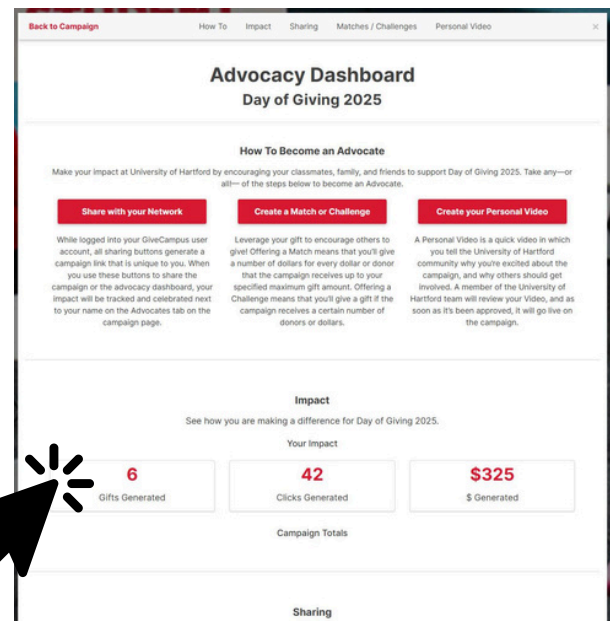 Back to Campaign How To Impact Sharing Matches / Challenges Personal Video ×
Advocacy Dashboard
Day of Giving 2025
How To Become an Advocate
Make your impact at University of Hartford by encouraging your classmates, family, and friends to support Day of Giving 2025. Take any—or
all— of the steps below to become an Advocate.
Share with your Network
While logged into your GiveCampus user
account, all sharing buttons generate a
campaign link that is unique to you. When
you use these buttons to share the
campaign or the advocacy dashboard, your
impact will be tracked and celebrated next
to your name on the Advocates tab on the
campaign page.
Create a Match or Challenge
Leverage your gift to encourage others to
give! Offering a Match means that you'll give
a number of dollars for every dollar or donor
that the campaign receives up to your
specified maximum gift amount. Offering a
Challenge means that you'll give a gift if the
campaign receives a certain number of
donors or dollars.
Create your Personal Video
A Personal Video is a quick video in which
you tell the University of Hartford
community why you're excited about the
campaign, and why others should get
involved. A member of the University of
Hartford team will review your Video, and as
soon as it's been approved, it will go live on
the campaign.
Impact
See how you are making a difference for Day of Giving 2025.
Your Impact
6
Gifts Generated
42
Clicks Generated
$325
$ Generated
Campaign Totals
Sharing